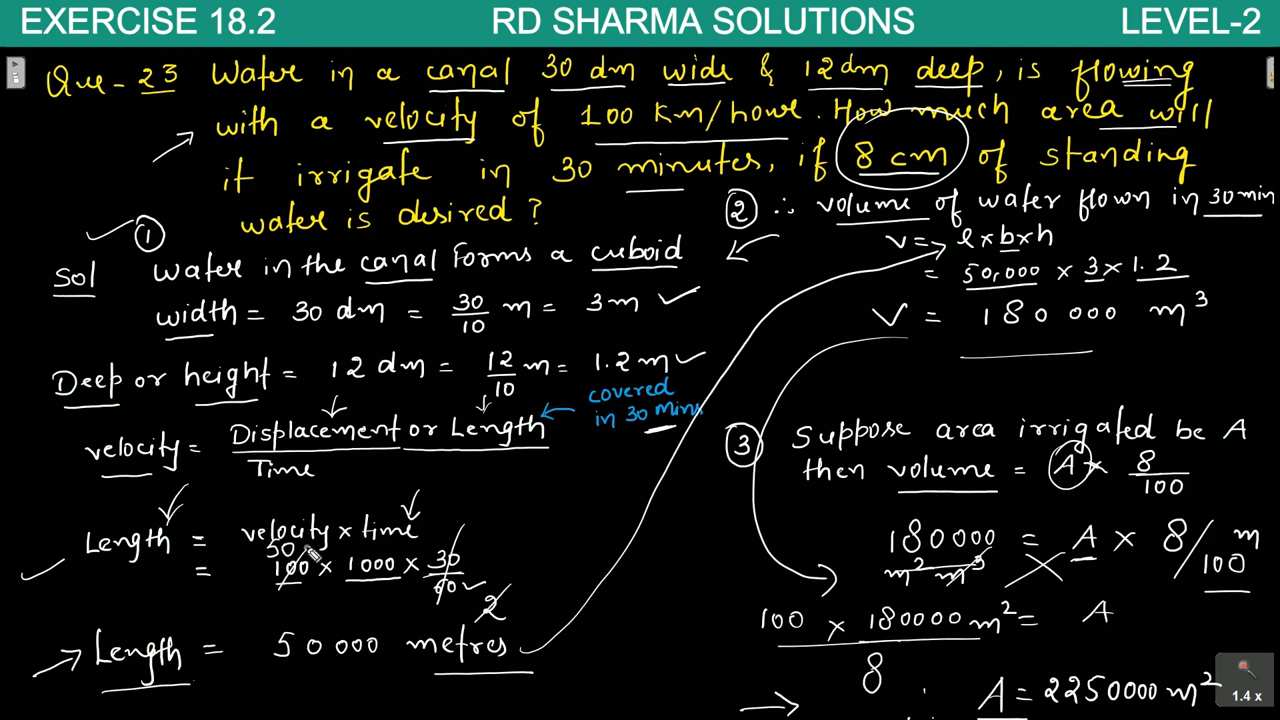 EXERCISE 18.2 RD SHARMA SOLUTIONS LEVEL-2
Que-23 Water in a canal 30 dm wide & 12 dm deep, is flowing
with a velocity of 100 Km/hour. How much area will
it irrigate in 30 minutes, if 8 cm of standing
water is desired?
①
Sol Water in the canal forms a cuboid
width = 30 dm = 30/10 m = 3 m ✓
Deep or height = 12 dm = 12/10 m = 1.2 m ✓
covered
in 30 mins
velocity = Displacement or Length / Time
Length = velocity × time
50
= 100 × 1000 × 30/60
2
Length = 50000 metres
② ∴ volume of water flown in 30 min
V = l × b × h
= 50,000 × 3 × 1.2
V = 180 000 m³
③ Suppose area irrigated be A
then volume = A × 8/100
180000 = A × 8/100 m
m² m³
100 × 180000 m² / 8 = A
∴ A = 2250000 m²
1.4 x